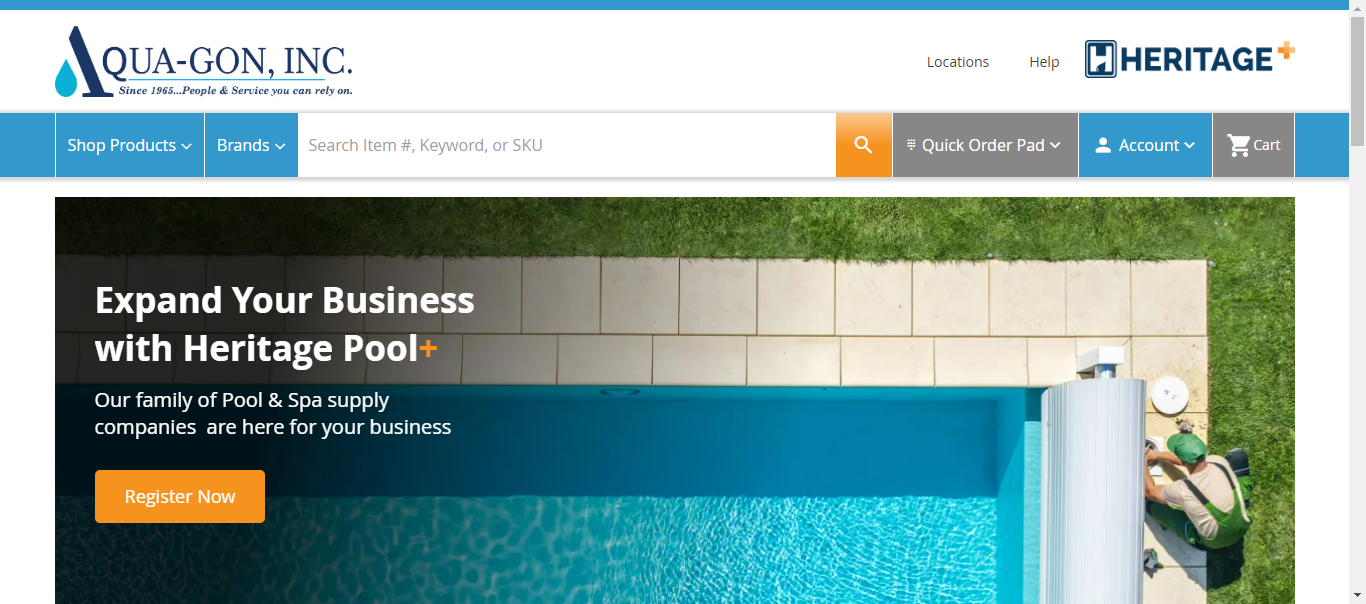 AQUA-GON, INC.
Since 1965...People & Service you can rely on.
Locations
Help
HERITAGE+
Shop Products
Brands
Search Item #, Keyword, or SKU
Quick Order Pad
Account
Cart
Expand Your Business
with Heritage Pool+
Our family of Pool & Spa supply
companies are here for your business
Register Now